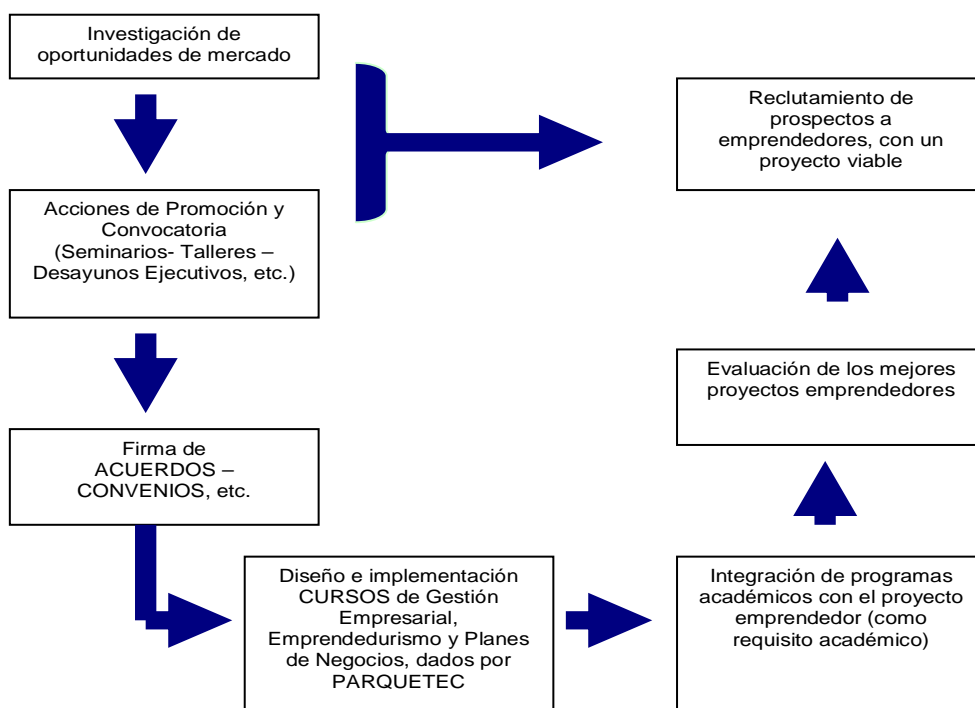 Investigación de
oportunidades de mercado
Acciones de Promoción y
Convocatoria
(Seminarios- Talleres –
Desayunos Ejecutivos, etc.)
Firma de
ACUERDOS –
CONVENIOS, etc.
Diseño e implementación
CURSOS de Gestión
Empresarial,
Emprendedurismo y Planes
de Negocios, dados por
PARQUETEC
Integración de programas
académicos con el proyecto
emprendedor (como
requisito académico)
Evaluación de los mejores
proyectos emprendedores
Reclutamiento de
prospectos a
emprendedores, con un
proyecto viable